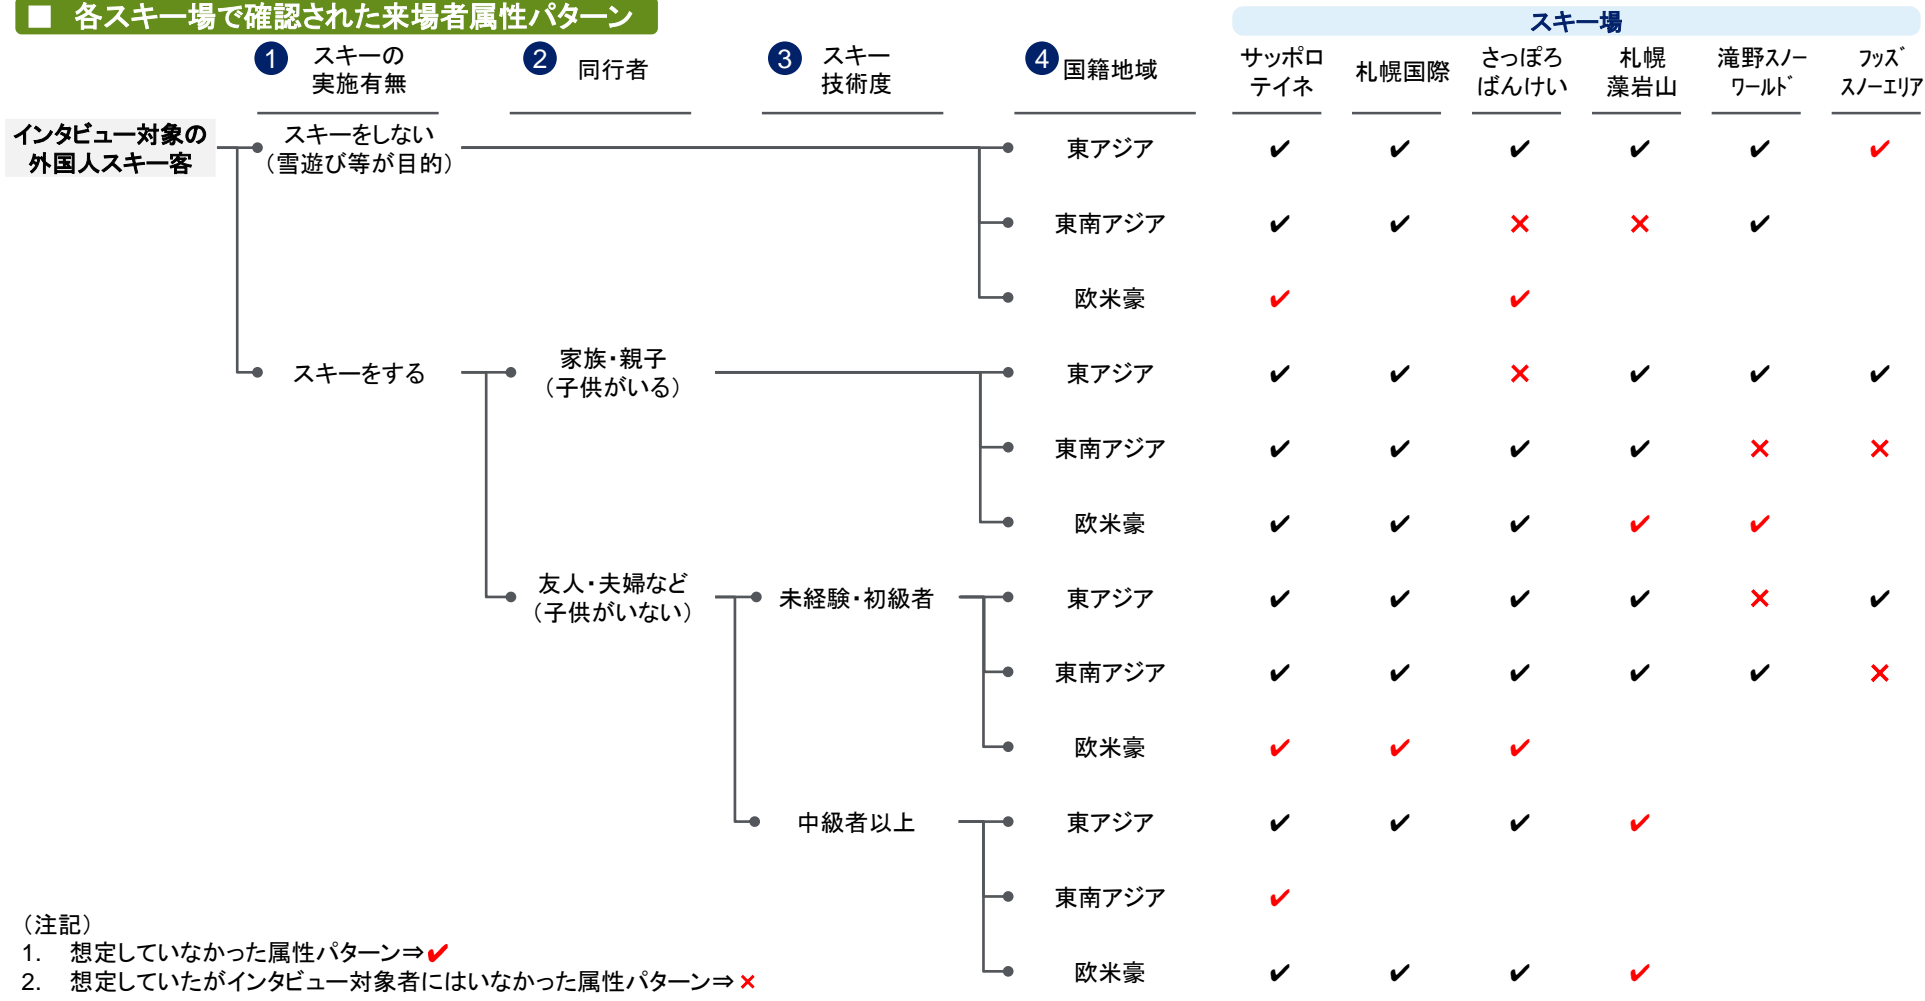 ■ 各スキー場で確認された来場者属性パターン
スキー場
1 スキーの
実施有無
2 同行者
3 スキー
技術度
4 国籍地域
サッポロ
テイネ
札幌国際
さっぽろ
ばんけい
札幌
藻岩山
滝野ｽﾉｰ
ﾜｰﾙﾄﾞ
ﾌｯｽﾞ
ｽﾉｰｴﾘｱ
インタビュー対象の
外国人スキー客
スキーをしない
（雪遊び等が目的）
東アジア ✔ ✔ ✔ ✔ ✔ ✔
東南アジア ✔ ✔ × × ✔
欧米豪 ✔ ✔
スキーをする
家族・親子
（子供がいる）
東アジア ✔ ✔ × ✔ ✔ ✔
東南アジア ✔ ✔ ✔ ✔ × ×
欧米豪 ✔ ✔ ✔ ✔ ✔
友人・夫婦など
（子供がいない）
未経験・初級者
東アジア ✔ ✔ ✔ ✔ × ✔
東南アジア ✔ ✔ ✔ ✔ ✔ ×
欧米豪 ✔ ✔ ✔
中級者以上
東アジア ✔ ✔ ✔ ✔
東南アジア ✔
欧米豪 ✔ ✔ ✔ ✔
（注記）
1. 想定していなかった属性パターン⇒✔
2. 想定していたがインタビュー対象者にはいなかった属性パターン⇒×